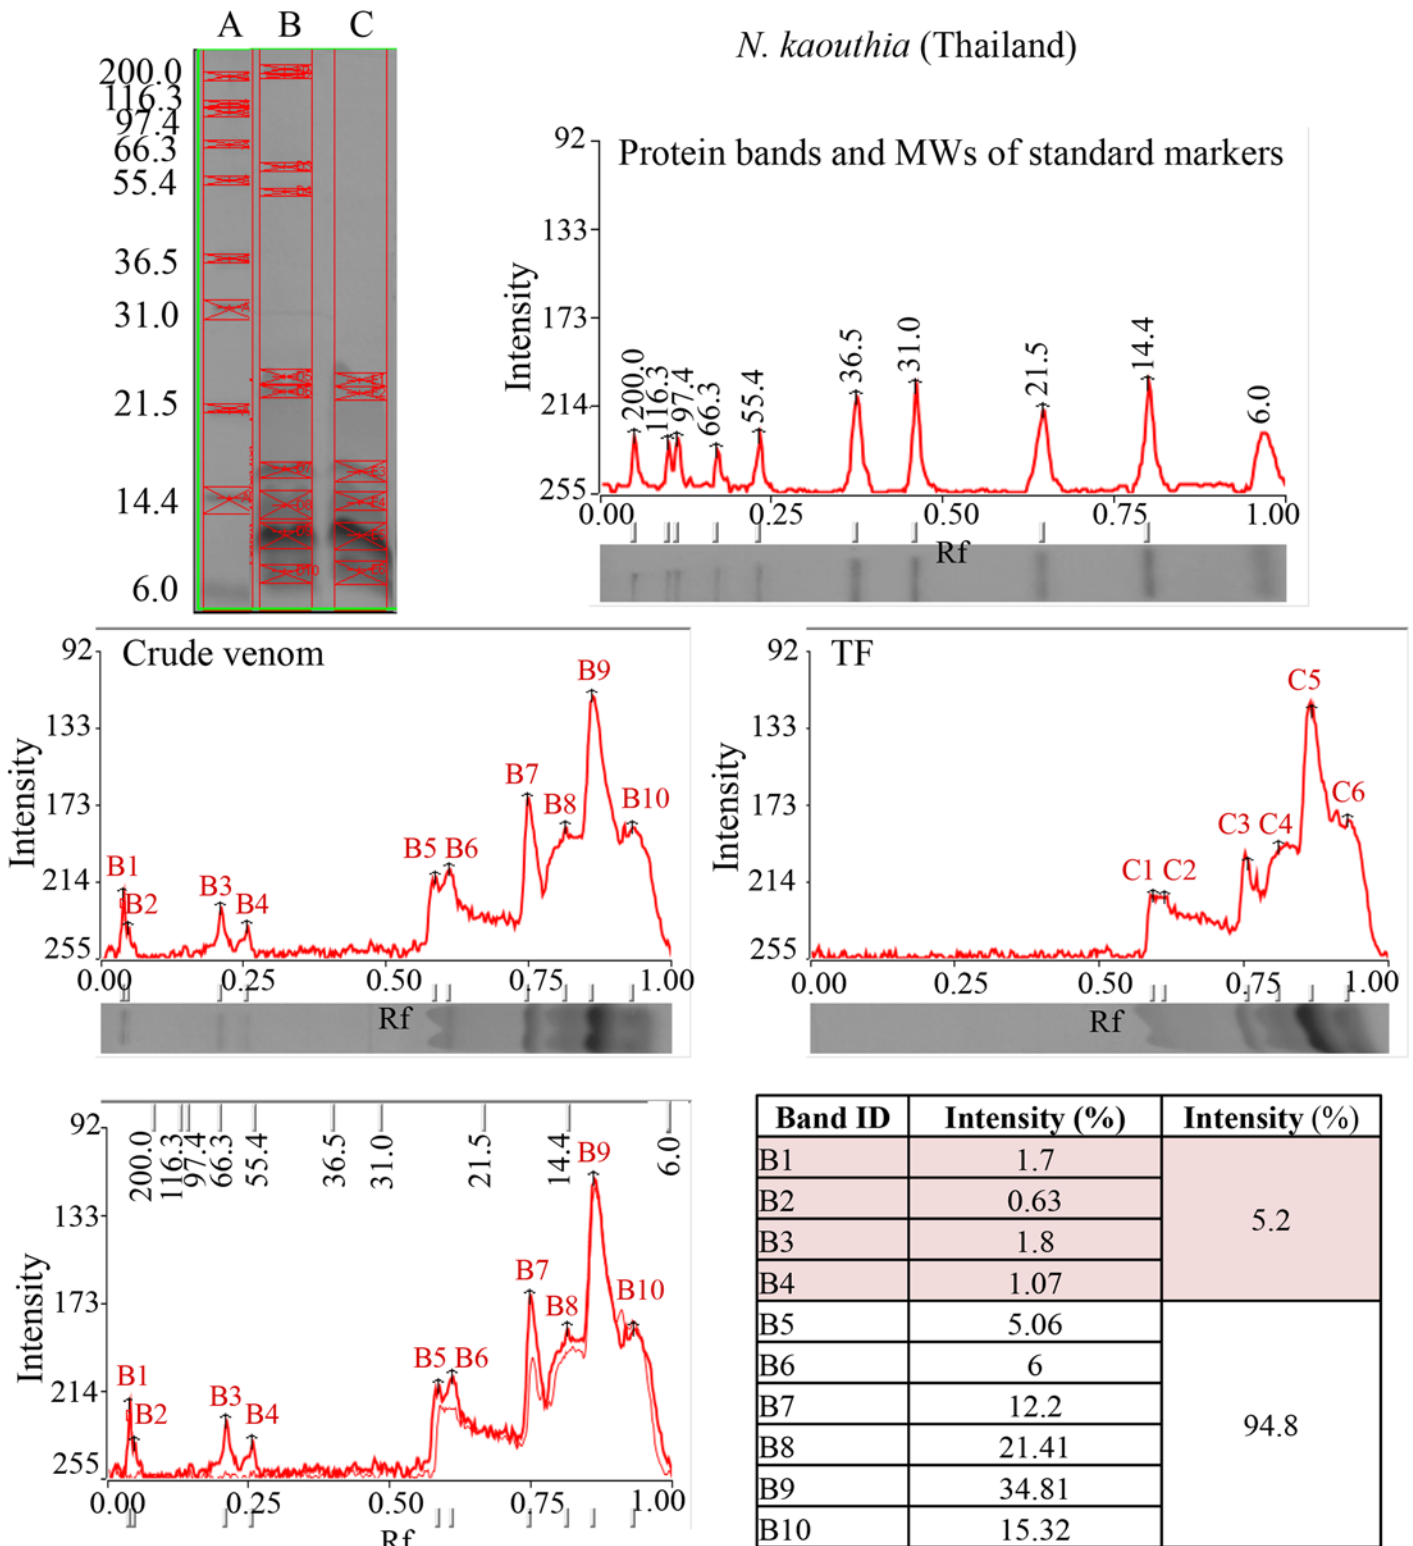 A B C
N. kaouthia (Thailand)
200.0
116.3
97.4
66.3
55.4
36.5
31.0
21.5
14.4
6.0
Protein bands and MWs of standard markers
Intensity
92
133
173
214
255
200.0
116.3
97.4
66.3
55.4
36.5
31.0
21.5
14.4
6.0
0.00 0.25 0.50 0.75 1.00
Rf
Crude venom
Intensity
92
133
173
214
255
B1
B2
B3
B4
B5
B6
B7
B8
B9
B10
0.00 0.25 0.50 0.75 1.00
Rf
TF
Intensity
92
133
173
214
255
C1
C2
C3
C4
C5
C6
0.00 0.25 0.50 0.75 1.00
Rf
Intensity
92
133
173
214
255
200.0
116.3
97.4
66.3
55.4
36.5
31.0
21.5
14.4
6.0
B1
B2
B3
B4
B5
B6
B7
B8
B9
B10
0.00 0.25 0.50 0.75 1.00
Rf
Band ID Intensity (%) Intensity (%)
B1 1.7
B2 0.63
5.2
B3 1.8
B4 1.07
B5 5.06
B6 6
B7 12.2
94.8
B8 21.41
B9 34.81
B10 15.32